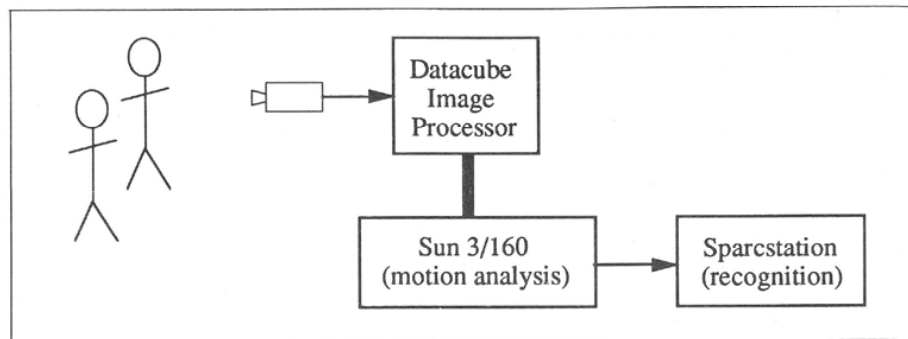 Datacube
Image
Processor
Sun 3/160
(motion analysis)
Sparcstation
(recognition)